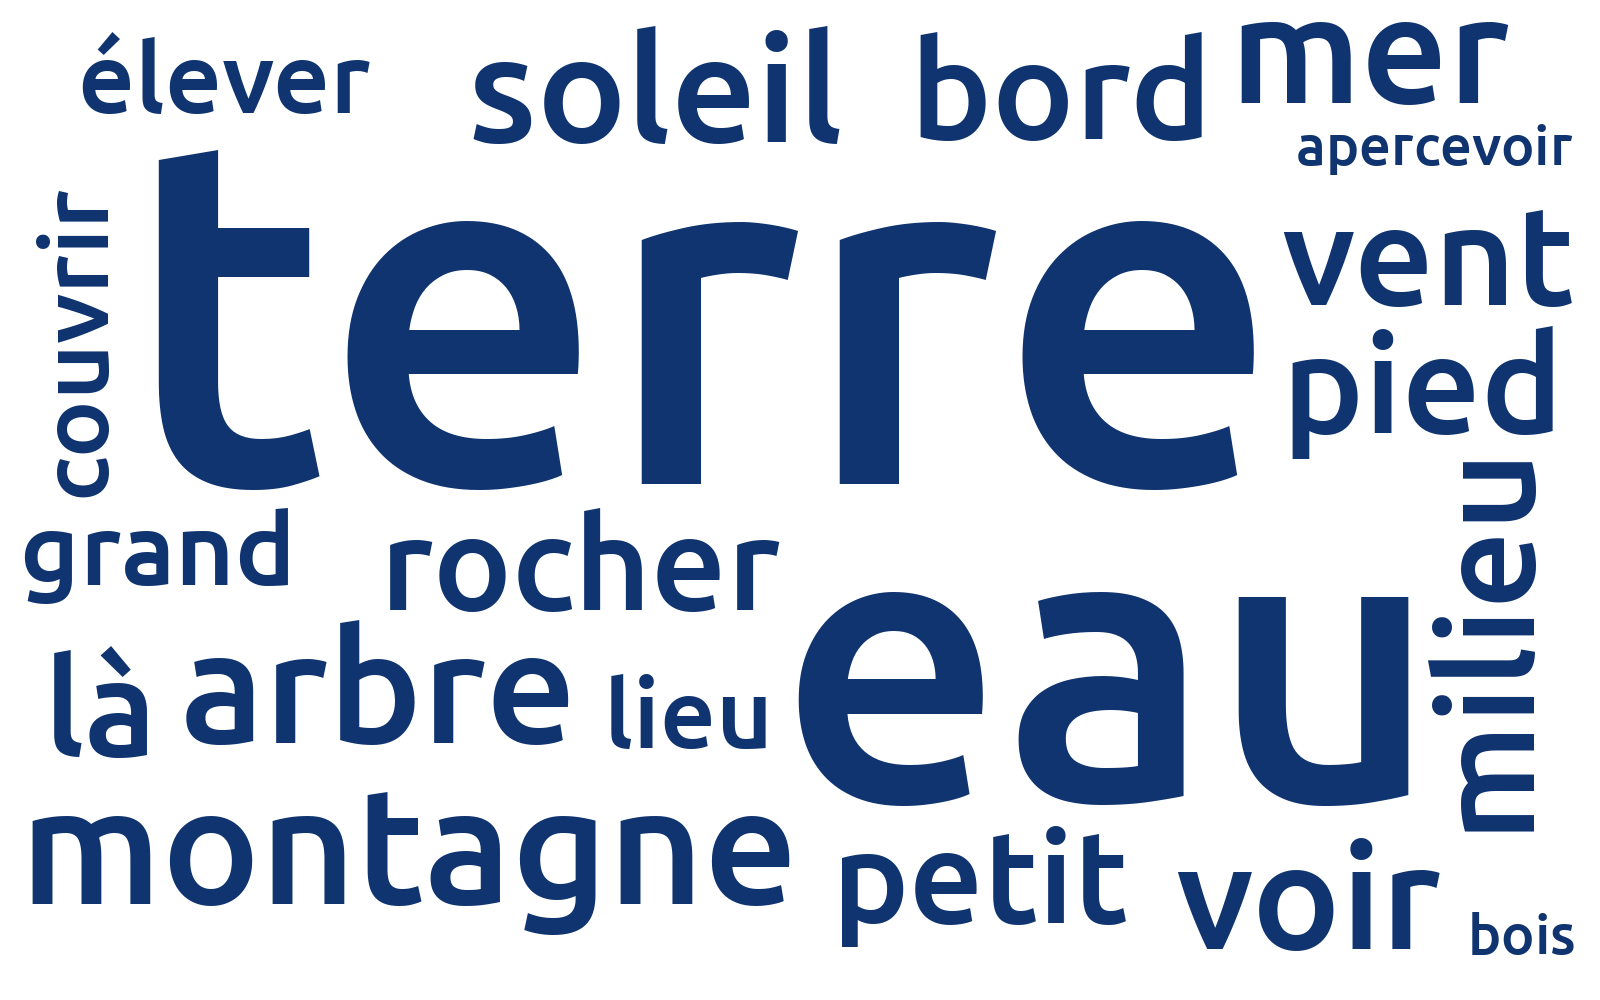 élever
soleil
bord
mer
apercevoir
couvrir
terre
vent
pied
grand
rocher
milieu
eau
là
arbre
lieu
montagne
petit
voir
bois